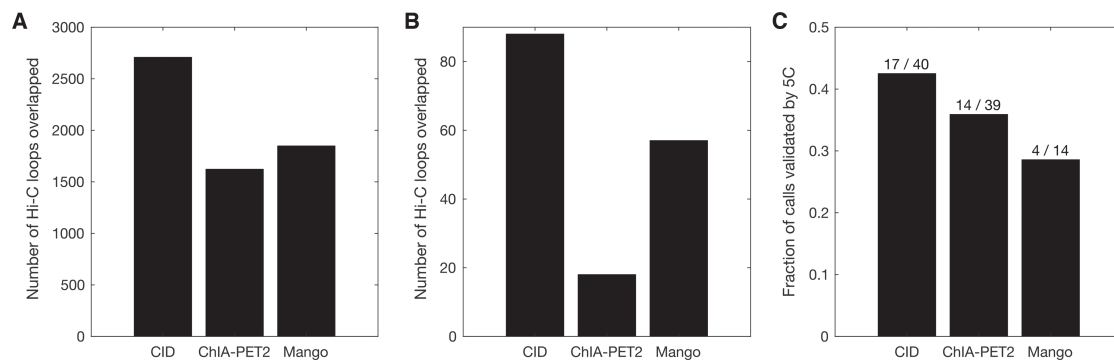 A
Number of Hi-C loops overlapped
3000
2500
2000
1500
1000
500
0
CID ChIA-PET2 Mango
B
Number of Hi-C loops overlapped
80
60
40
20
0
CID ChIA-PET2 Mango
C
Fraction of calls validated by 5C
0.5
0.4
0.3
0.2
0.1
0
17 / 40
14 / 39
4 / 14
CID ChIA-PET2 Mango